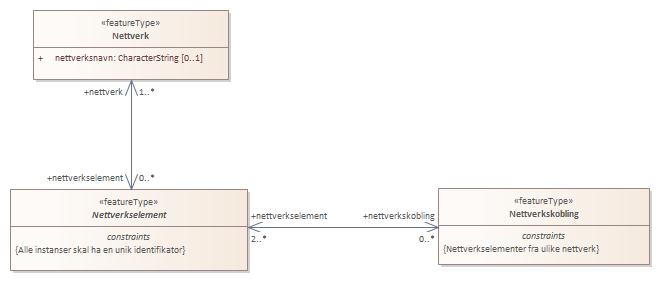 «featureType»
Nettverk
+ nettverksnavn: CharacterString [0..1]
+nettverk 1..*
+nettverkselement 0..*
«featureType»
Nettverkselement
constraints
{Alle instanser skal ha en unik identifikator}
+nettverkselement
2..*
+nettverkskobling
0..*
«featureType»
Nettverkskobling
constraints
{Nettverkselementer fra ulike nettverk}